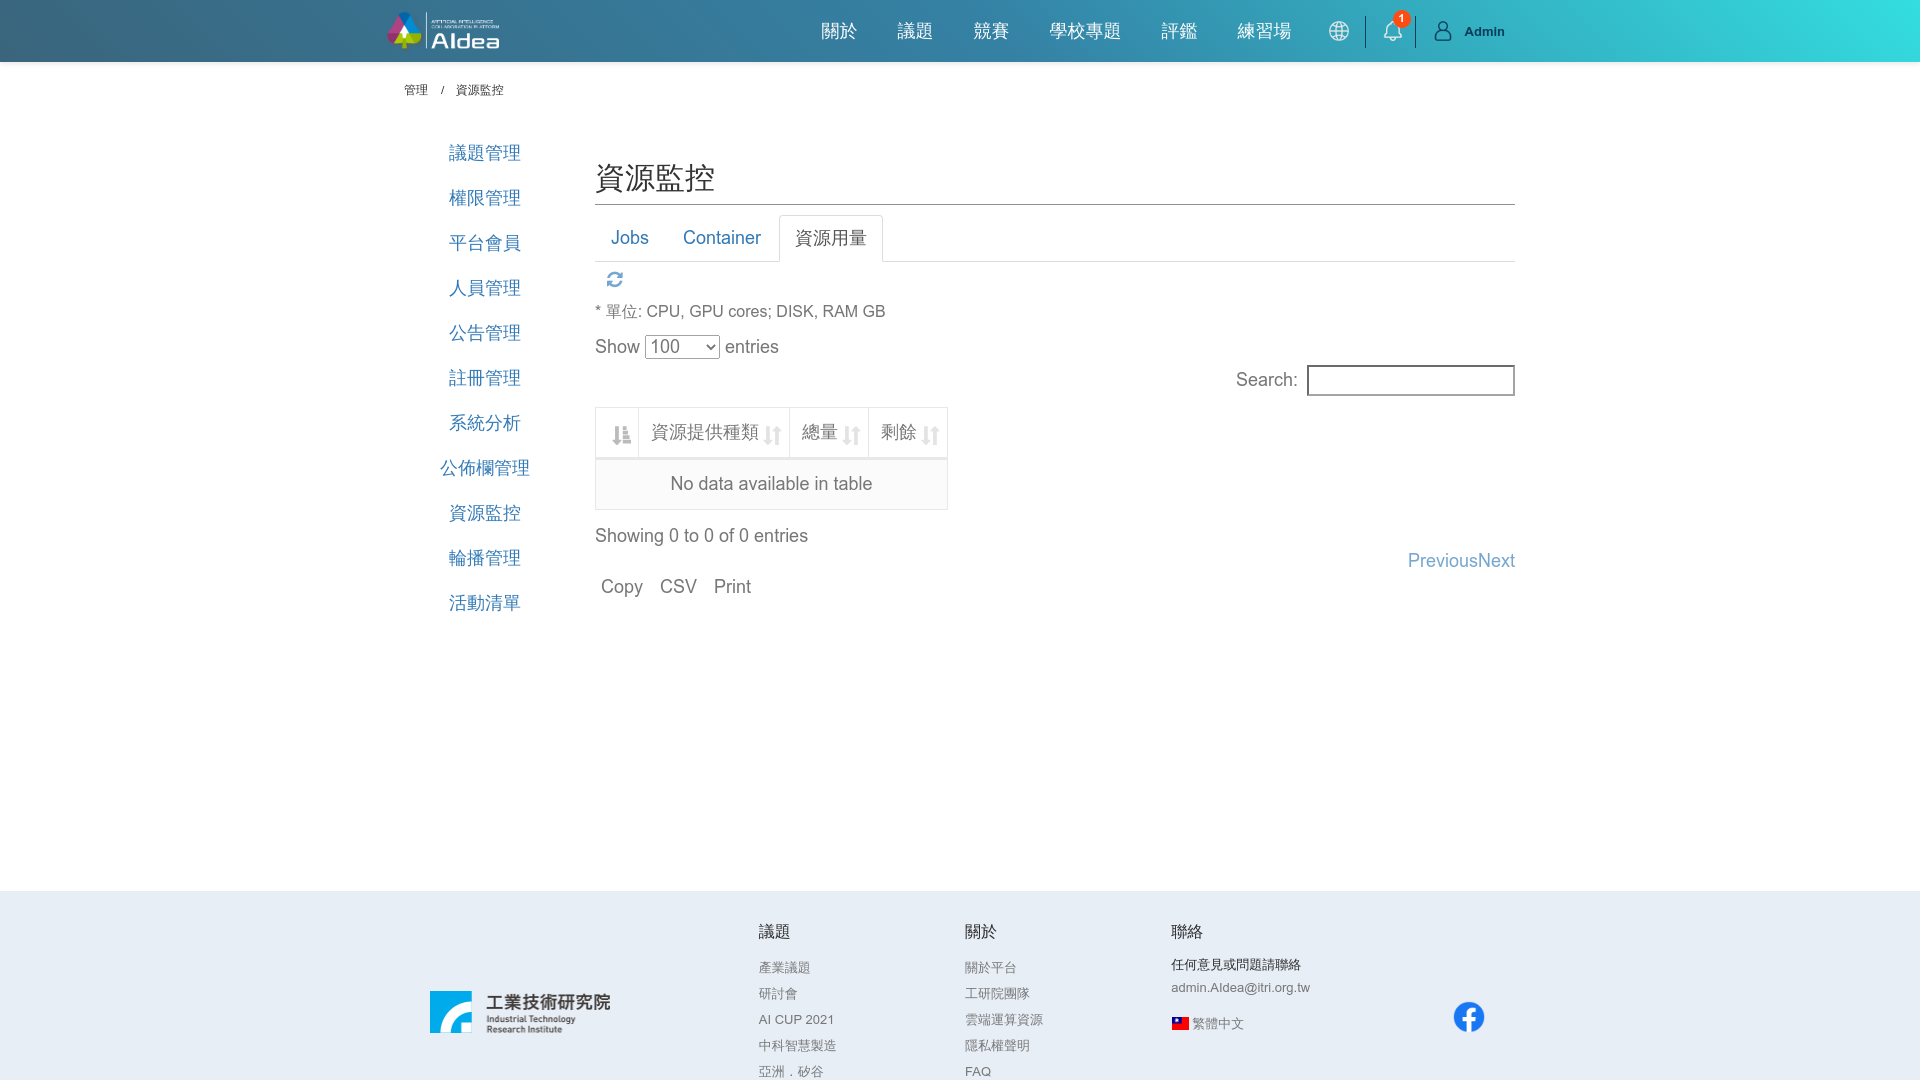 ARTIFICIAL INTELLIGENCE
COLLABORATION PLATFORM
AIdea
關於 議題 競賽 學校專題 評鑑 練習場 1 Admin
管理 / 資源監控
議題管理
權限管理
平台會員
人員管理
公告管理
註冊管理
系統分析
公佈欄管理
資源監控
輪播管理
活動清單
資源監控
Jobs Container 資源用量
* 單位: CPU, GPU cores; DISK, RAM GB
Show 100 entries
Search:
資源提供種類 總量 剩餘
No data available in table
Showing 0 to 0 of 0 entries
PreviousNext
Copy CSV Print
工業技術研究院
Industrial Technology
Research Institute
議題
產業議題
研討會
AI CUP 2021
中科智慧製造
亞洲．矽谷
關於
關於平台
工研院團隊
雲端運算資源
隱私權聲明
FAQ
聯絡
任何意見或問題請聯絡
admin.AIdea@itri.org.tw
繁體中文